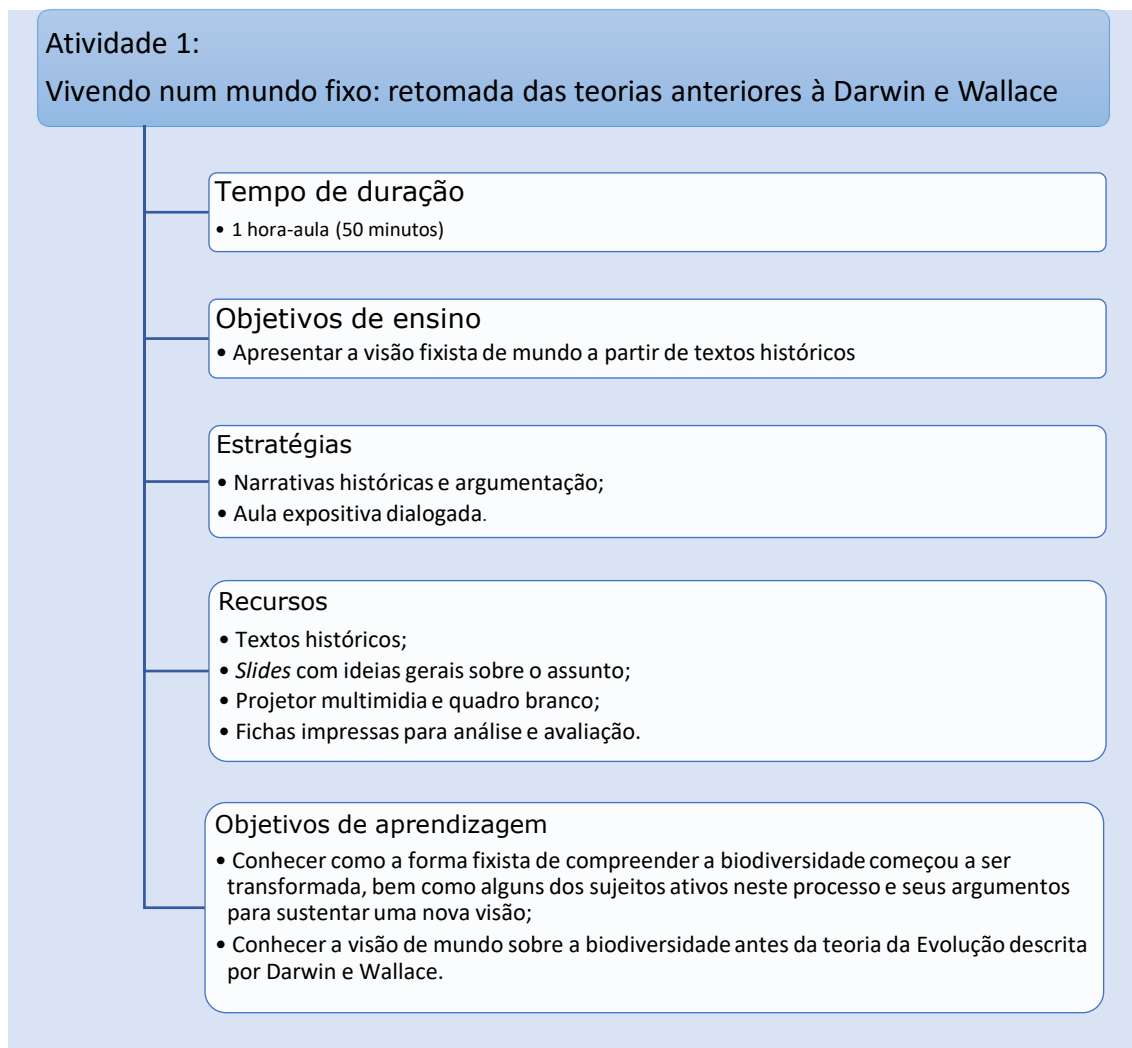 Atividade 1:
Vivendo num mundo fixo: retomada das teorias anteriores à Darwin e Wallace
Tempo de duração
• 1 hora-aula (50 minutos)
Objetivos de ensino
• Apresentar a visão fixista de mundo a partir de textos históricos
Estratégias
• Narrativas históricas e argumentação;
• Aula expositiva dialogada.
Recursos
• Textos históricos;
• Slides com ideias gerais sobre o assunto;
• Projetor multimidia e quadro branco;
• Fichas impressas para análise e avaliação.
Objetivos de aprendizagem
• Conhecer como a forma fixista de compreender a biodiversidade começou a ser
transformada, bem como alguns dos sujeitos ativos neste processo e seus argumentos
para sustentar uma nova visão;
• Conhecer a visão de mundo sobre a biodiversidade antes da teoria da Evolução descrita
por Darwin e Wallace.